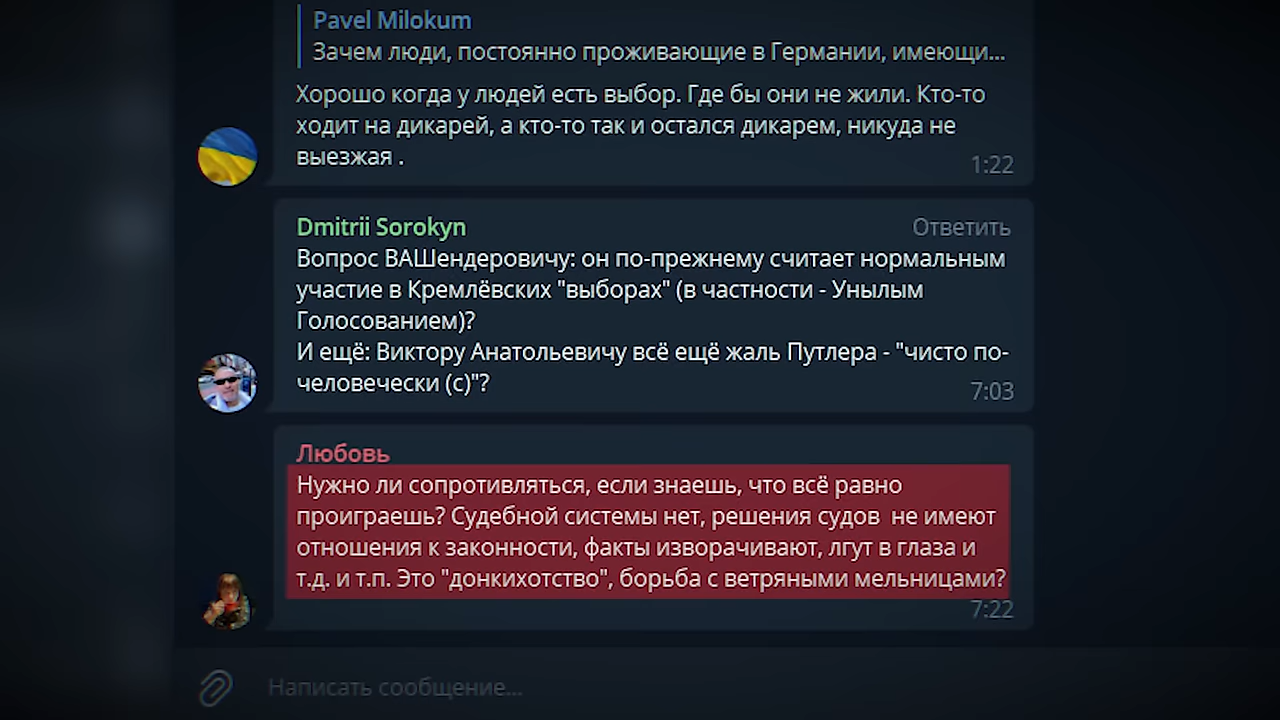 Pavel Milokum
Зачем люди, постоянно проживающие в Германии, имеющи...
Хорошо когда у людей есть выбор. Где бы они не жили. Кто-то
ходит на дикарей, а кто-то так и остался дикарем, никуда не
выезжая .
1:22
Dmitrii Sorokyn
Ответить
Вопрос ВАШендеровичу: он по-прежнему считает нормальным
участие в Кремлёвских "выборах" (в частности - Унылым
Голосованием)?
И ещё: Виктору Анатольевичу всё ещё жаль Путлера - "чисто по-
человечески (с)"?
7:03
Любовь
Нужно ли сопротивляться, если знаешь, что всё равно
проиграешь? Судебной системы нет, решения судов  не имеют
отношения к законности, факты изворачивают, лгут в глаза и
т.д. и т.п. Это "донкихотство", борьба с ветряными мельницами?
7:22
Написать сообщение...